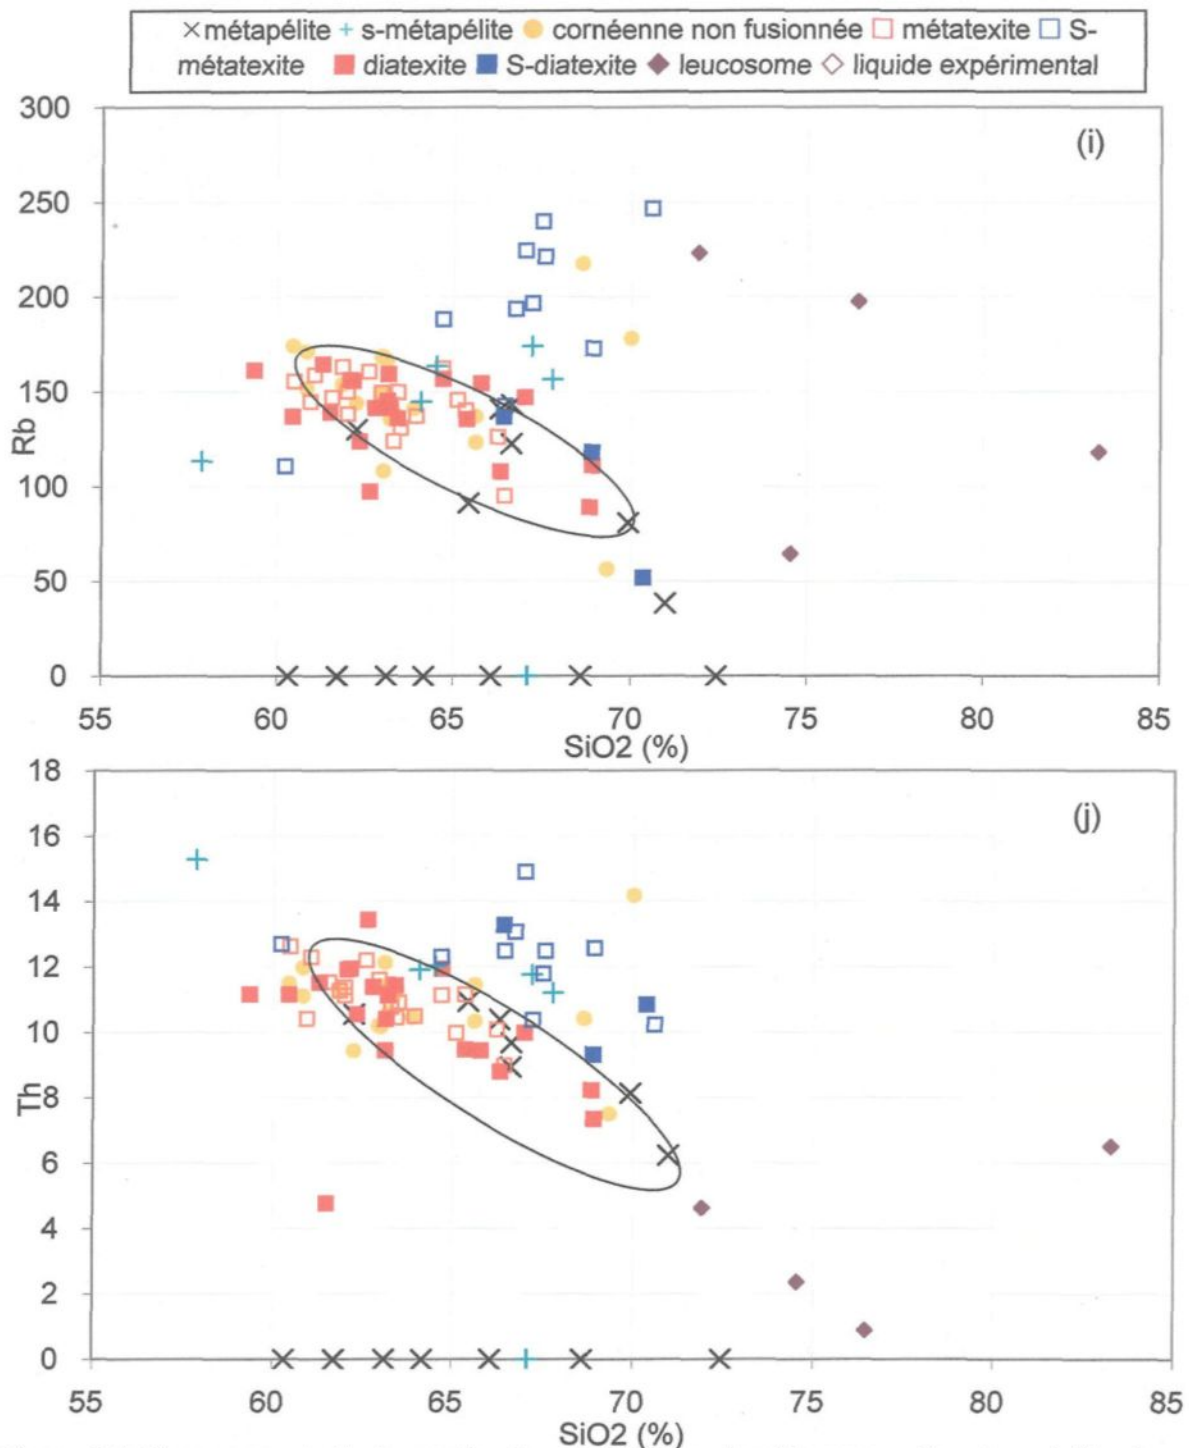 métapélite s-métapélite cornéenne non fusionnée métatexite S-
métatexite diatexite S-diatexite leucosome liquide expérimental
300
(i)
250
200
150
Rb
100
50
0
55 60 65 70 75 80 85
SiO2 (%)
18
(j)
16
14
12
10
Th
8
6
4
2
0
55 60 65 70 75 80 85
SiO2 (%)